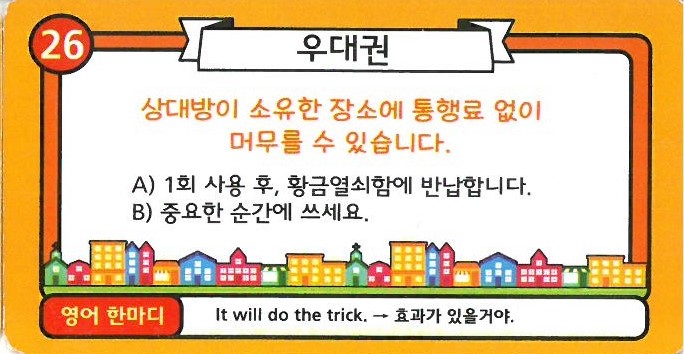 26
우대권
상대방이 소유한 장소에 통행료 없이
머무를 수 있습니다.
A) 1회 사용 후, 황금열쇠함에 반납합니다.
B) 중요한 순간에 쓰세요.
영어 한마디
It will do the trick. → 효과가 있을거야.